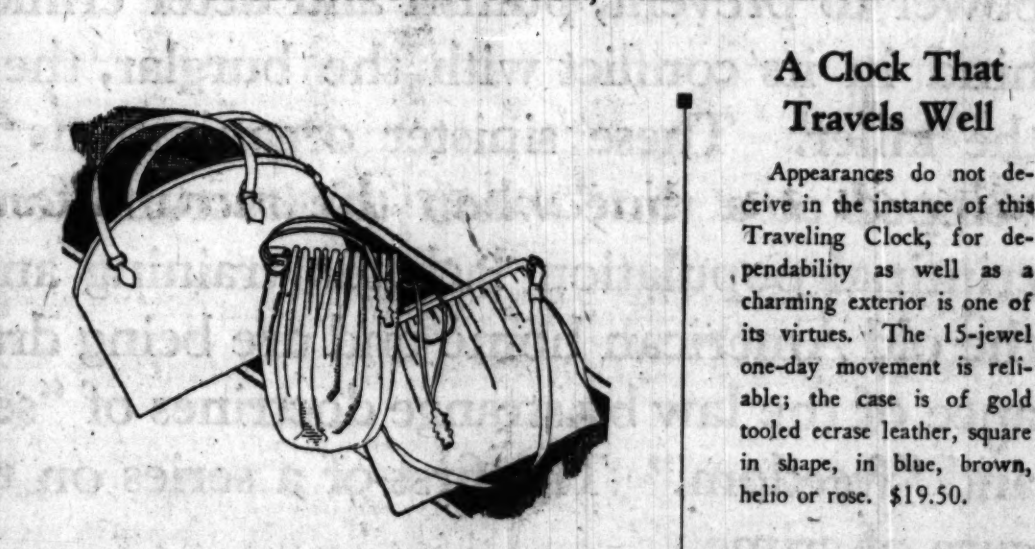 A Clock That
Travels Well
Appearances do not de-
ceive in the instance of this
Traveling Clock, for de-
pendability as well as a
charming exterior is one of
its virtues. The 15-jewel
one-day movement is reli-
able; the case is of gold
tooled ecrase leather, square
in shape, in blue, brown,
helio or rose. $19.50.